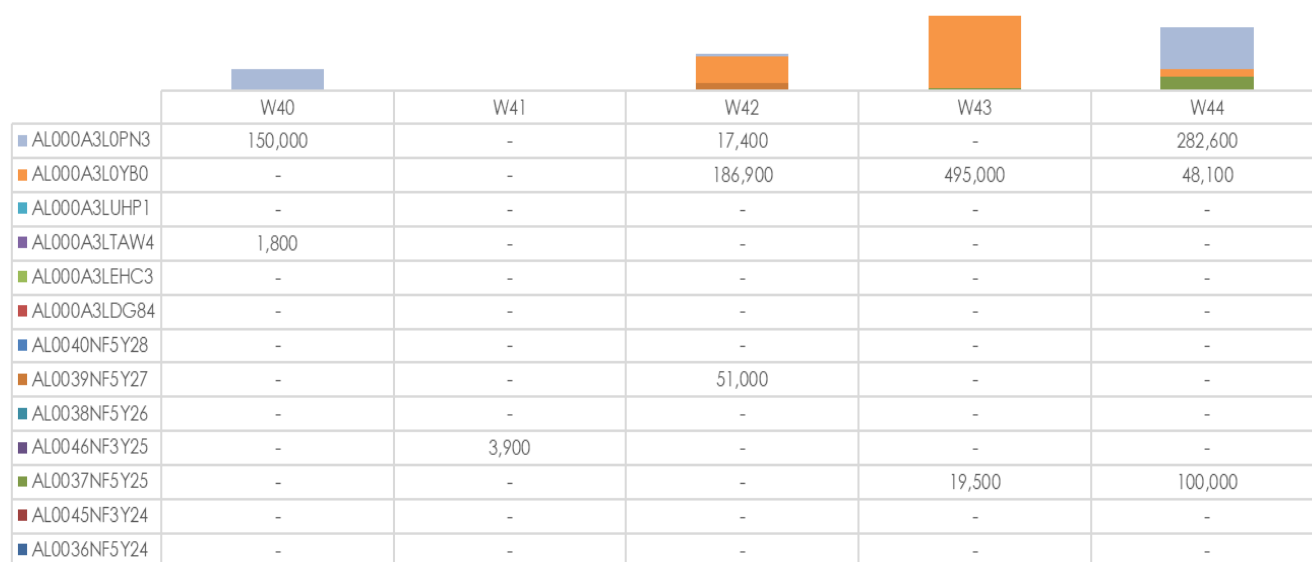 W40 W41 W42 W43 W44
AL000A3L0PN3 150,000 - 17,400 - 282,600
AL000A3L0YB0 - - 186,900 495,000 48,100
AL000A3LUHP1 - - - - -
AL000A3LTAW4 1,800 - - - -
AL000A3LEHC3 - - - - -
AL000A3LDG84 - - - - -
AL0040NF5Y28 - - - - -
AL0039NF5Y27 - - 51,000 - -
AL0038NF5Y26 - - - - -
AL0046NF3Y25 - 3,900 - - -
AL0037NF5Y25 - - - 19,500 100,000
AL0045NF3Y24 - - - - -
AL0036NF5Y24 - - - - -